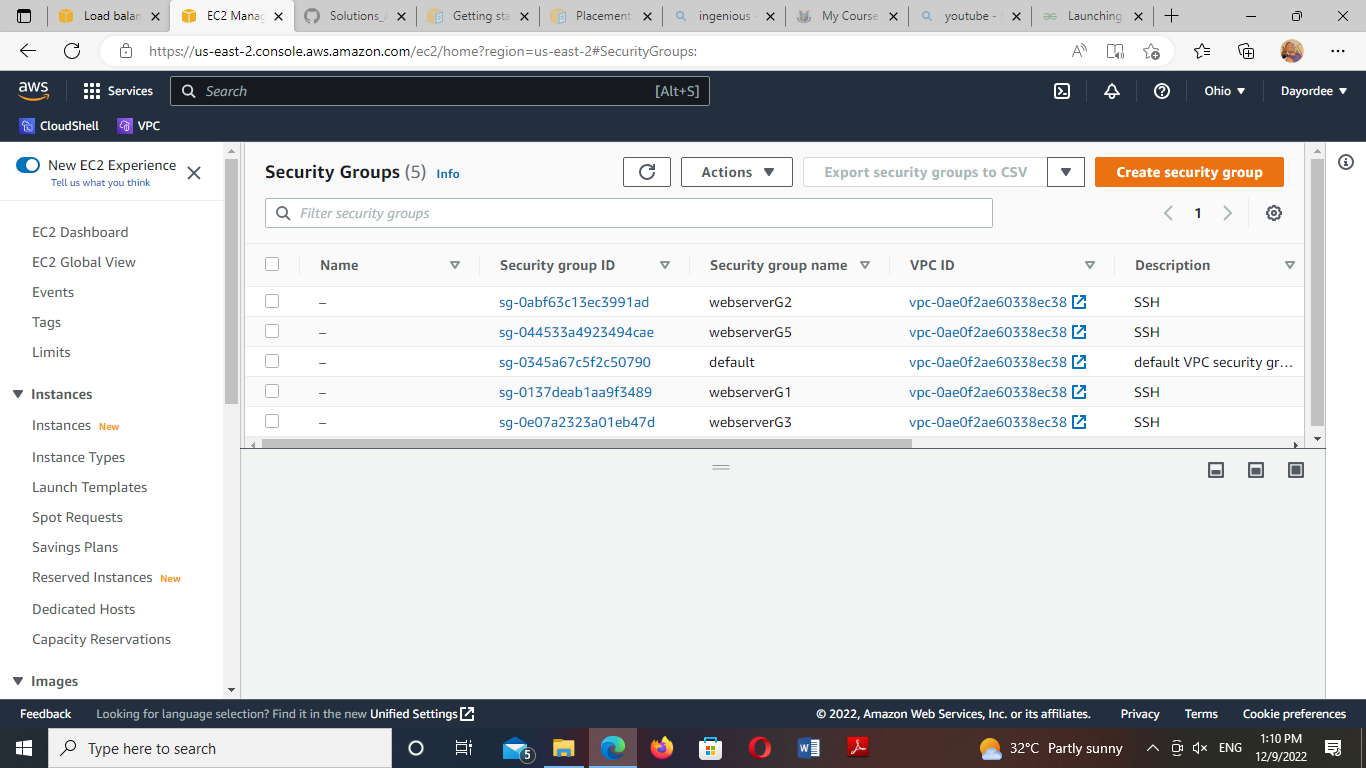 Load balan
EC2 Manag
Solutions_A
Getting sta
Placement
ingenious -
My Course
youtube - S
Launching
https://us-east-2.console.aws.amazon.com/ec2/home?region=us-east-2#SecurityGroups:
aws
Services
Search
[Alt+S]
Ohio
Dayordee
CloudShell
VPC
New EC2 Experience
Tell us what you think
EC2 Dashboard
EC2 Global View
Events
Tags
Limits
Instances
Instances New
Instance Types
Launch Templates
Spot Requests
Savings Plans
Reserved Instances New
Dedicated Hosts
Capacity Reservations
Images
Security Groups (5) Info
Actions
Export security groups to CSV
Create security group
Filter security groups
1
Name Security group ID Security group name VPC ID Description
– sg-0abf63c13ec3991ad webserverG2 vpc-0ae0f2ae60338ec38 SSH
– sg-044533a4923494cae webserverG5 vpc-0ae0f2ae60338ec38 SSH
– sg-0345a67c5f2c50790 default vpc-0ae0f2ae60338ec38 default VPC security gr...
– sg-0137deab1aa9f3489 webserverG1 vpc-0ae0f2ae60338ec38 SSH
– sg-0e07a2323a01eb47d webserverG3 vpc-0ae0f2ae60338ec38 SSH
Feedback Looking for language selection? Find it in the new Unified Settings
© 2022, Amazon Web Services, Inc. or its affiliates. Privacy Terms Cookie preferences
Type here to search
5
32°C Partly sunny
ENG
1:10 PM
12/9/2022